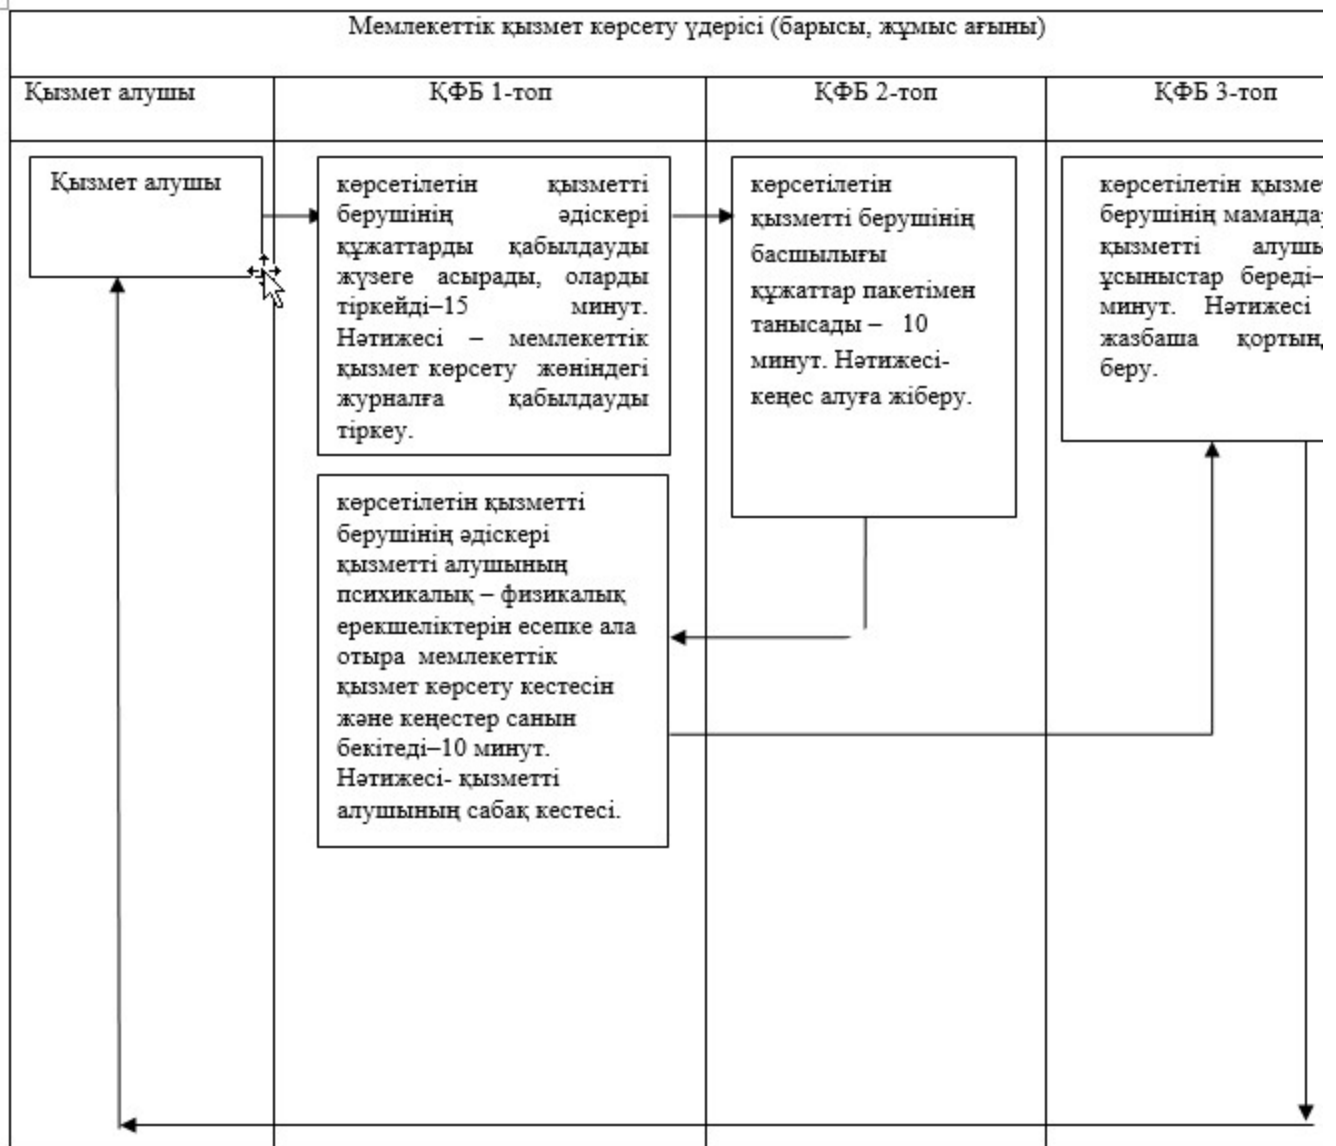 Мемлекеттік қызмет көрсету үдерісі (барысы, жұмыс ағыны)
Қызмет алушы
ҚФБ 1-топ
ҚФБ 2-топ
ҚФБ 3-топ
Қызмет алушы
көрсетілетін қызметті
берушінің әдіскері
құжаттарды қабылдауды
жүзеге асырады, оларды
тіркейді–15 минут.
Нәтижесі – мемлекеттік
қызмет көрсету жөніндегі
журналға қабылдауды
тіркеу.
көрсетілетін
қызметті берушінің
басшылығы
құжаттар пакетімен
танысады – 10
минут. Нәтижесі-
кеңес алуға жіберу.
көрсетілетін
берушінің
қызметті
ұсыныстар береді–
минут. Нәтижесі
жазбаша
беру.
көрсетілетін қызметті
берушінің әдіскері
қызметті алушының
психикалық – физикалық
ерекшеліктерін есепке ала
отыра мемлекеттік
қызмет көрсету кестесін
және кеңестер санын
бекітеді–10 минут.
Нәтижесі- қызметті
алушының сабақ кестесі.